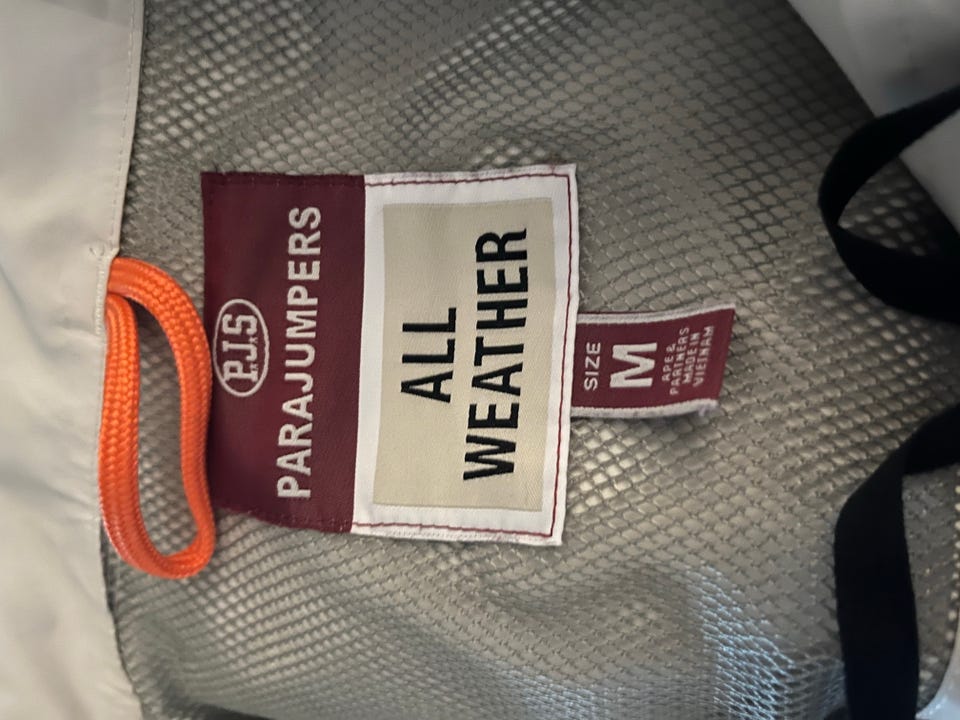 P.J.S
PARAJUMPERS
ALL
WEATHER
SIZE
M
APE &
PARTNERS
MADE IN
VIETNAM